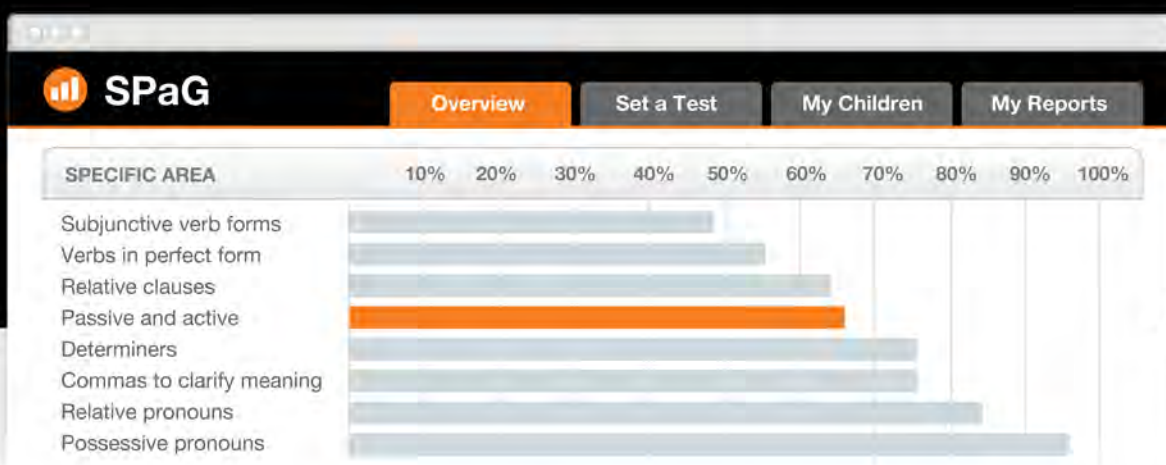 SPaG
Overview Set a Test My Children My Reports
SPECIFIC AREA 10% 20% 30% 40% 50% 60% 70% 80% 90% 100%
Subjunctive verb forms
Verbs in perfect form
Relative clauses
Passive and active
Determiners
Commas to clarify meaning
Relative pronouns
Possessive pronouns